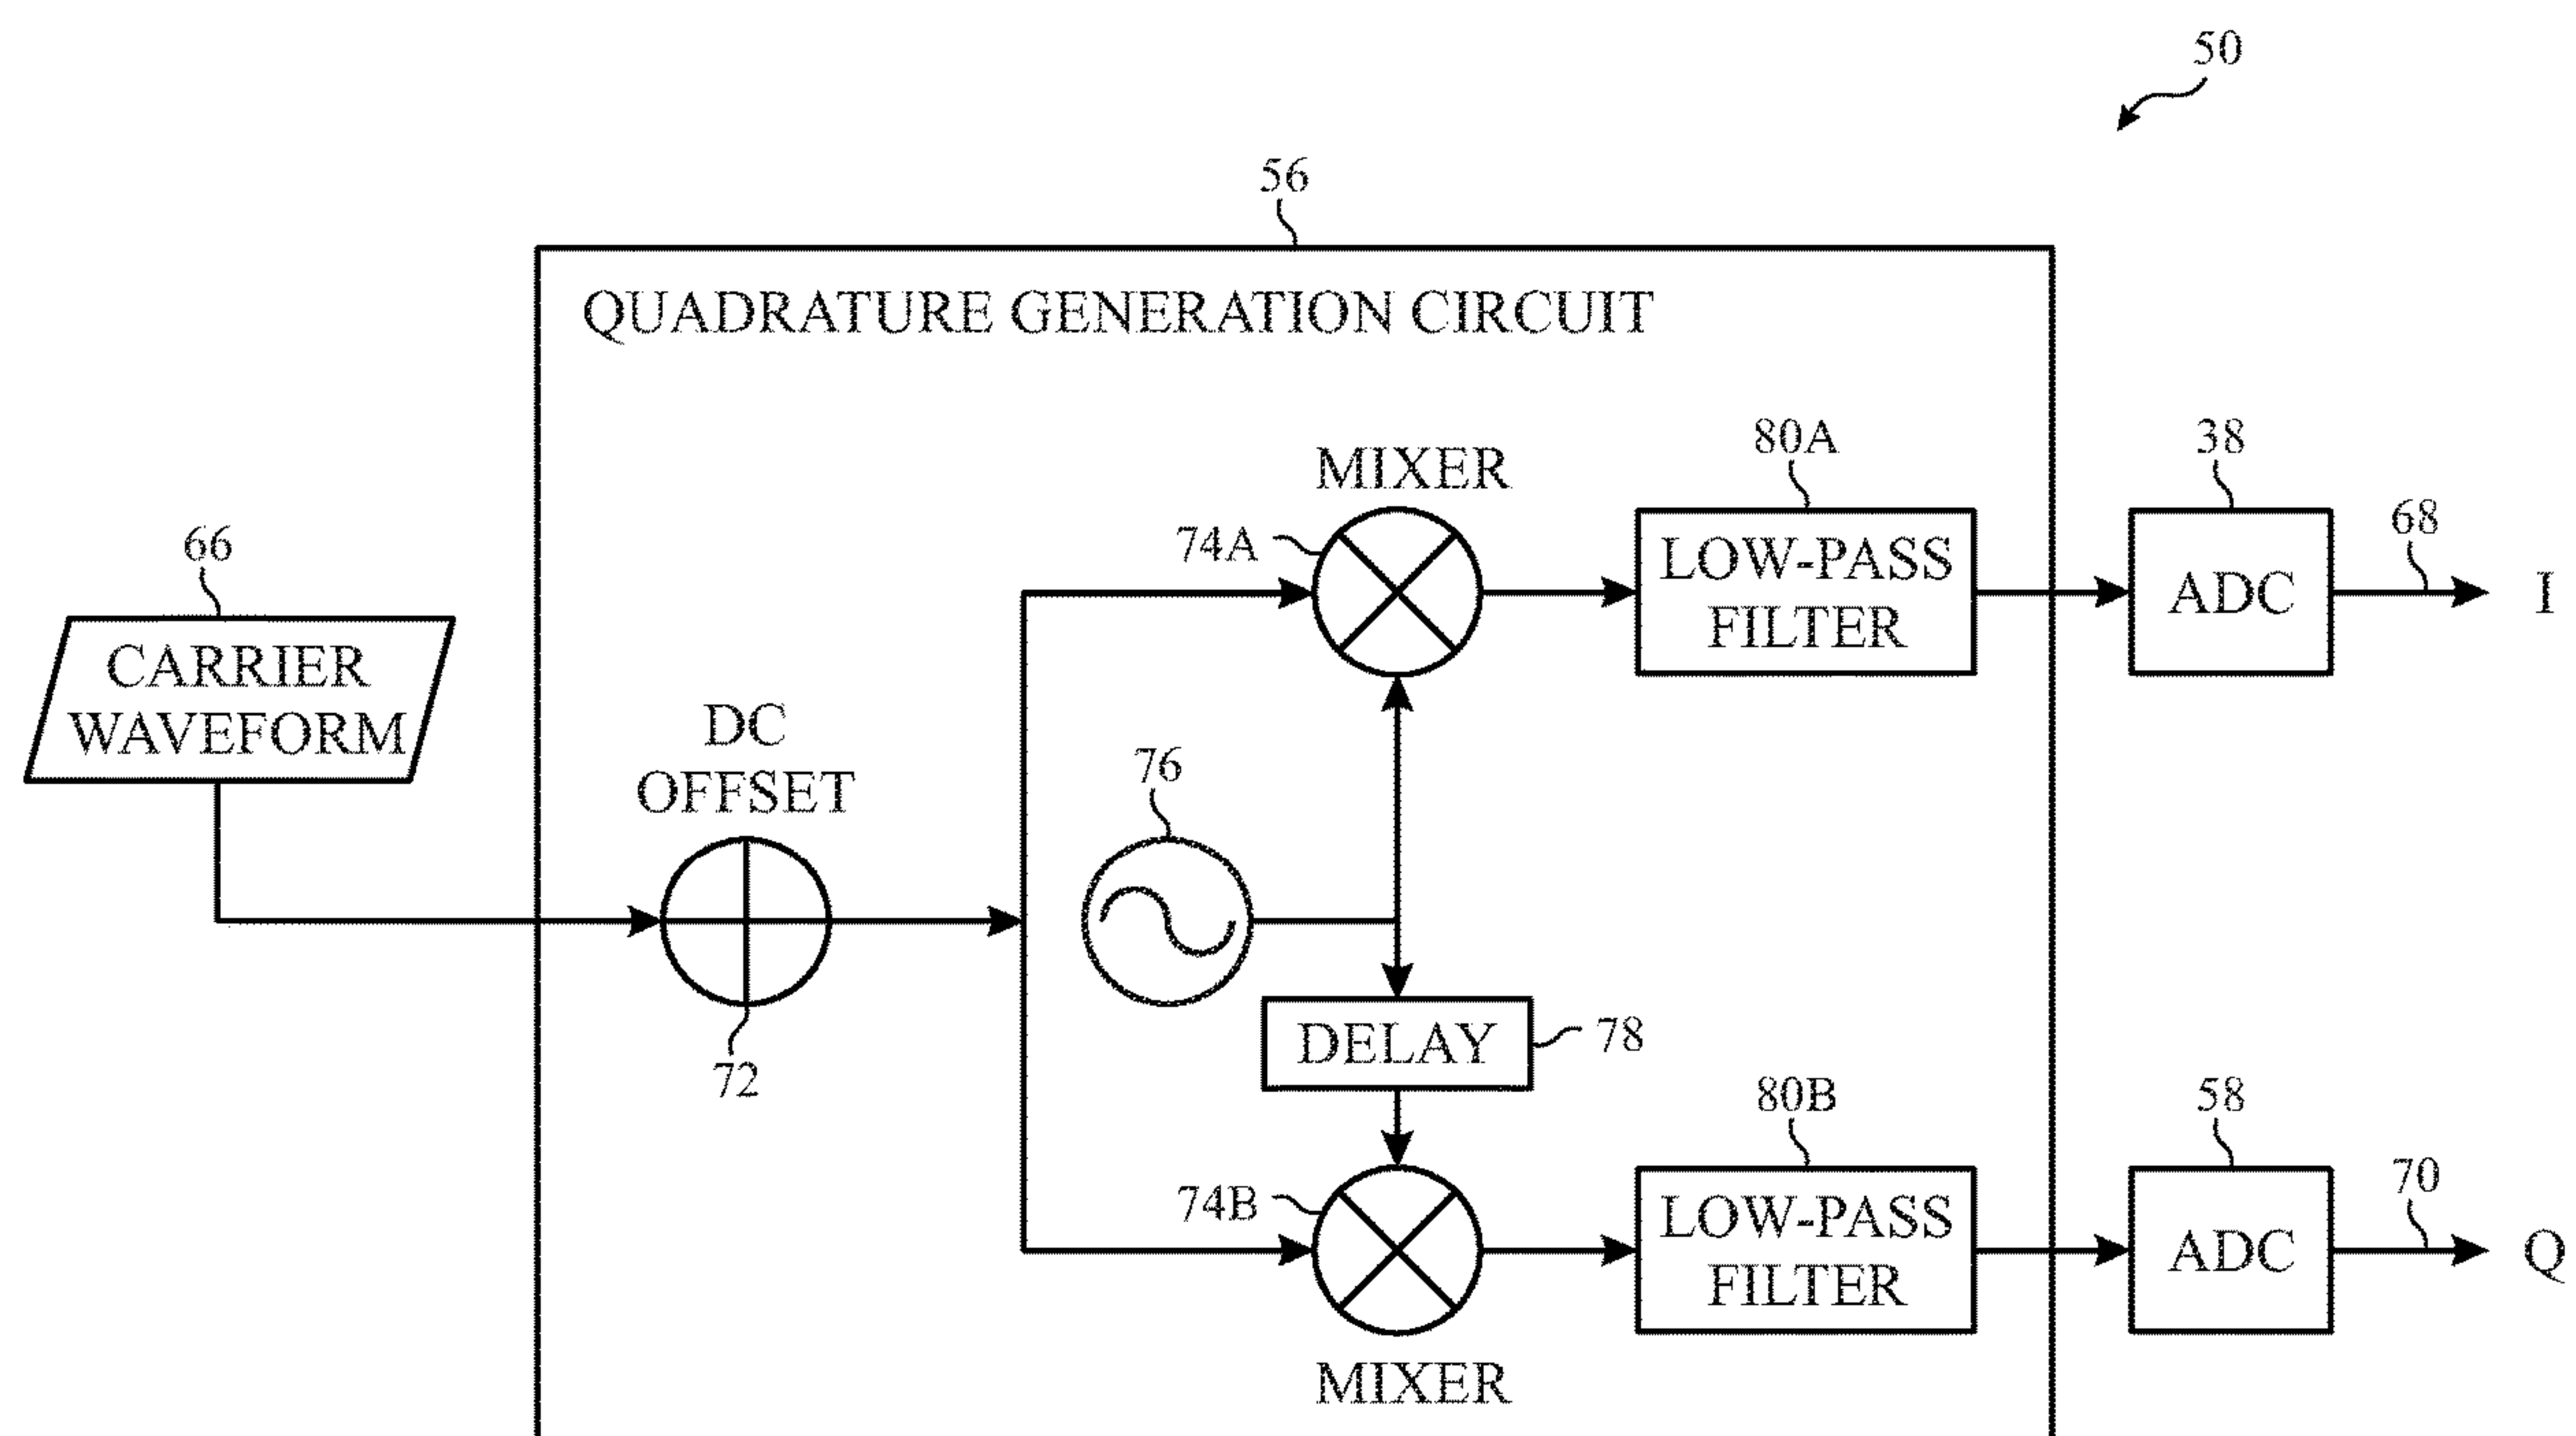 50
56
QUADRATURE GENERATION CIRCUIT
MIXER
80A
38
68
74A
LOW-PASS
FILTER
ADC
I
66
CARRIER
WAVEFORM
DC
OFFSET
76
72
DELAY
78
80B
58
70
74B
LOW-PASS
FILTER
ADC
Q
MIXER